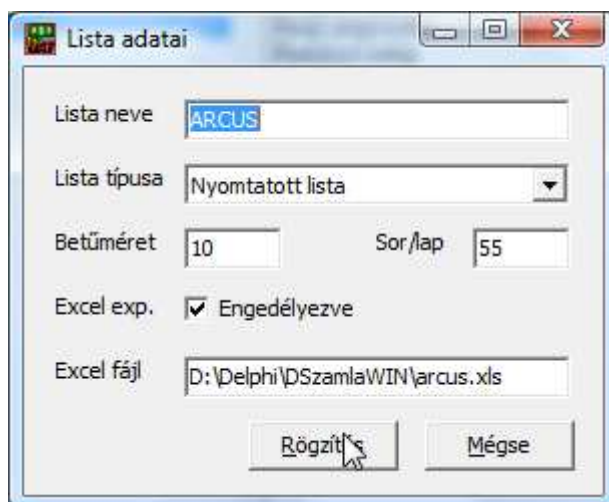 Lista adatai
Lista neve ARCUS
Lista típusa Nyomtatott lista
Betűméret 10 Sor/lap 55
Excel exp. Engedélyezve
Excel fájl D:\Delphi\DSzamlaWIN\arcus.xls
Rögzítés Mégse